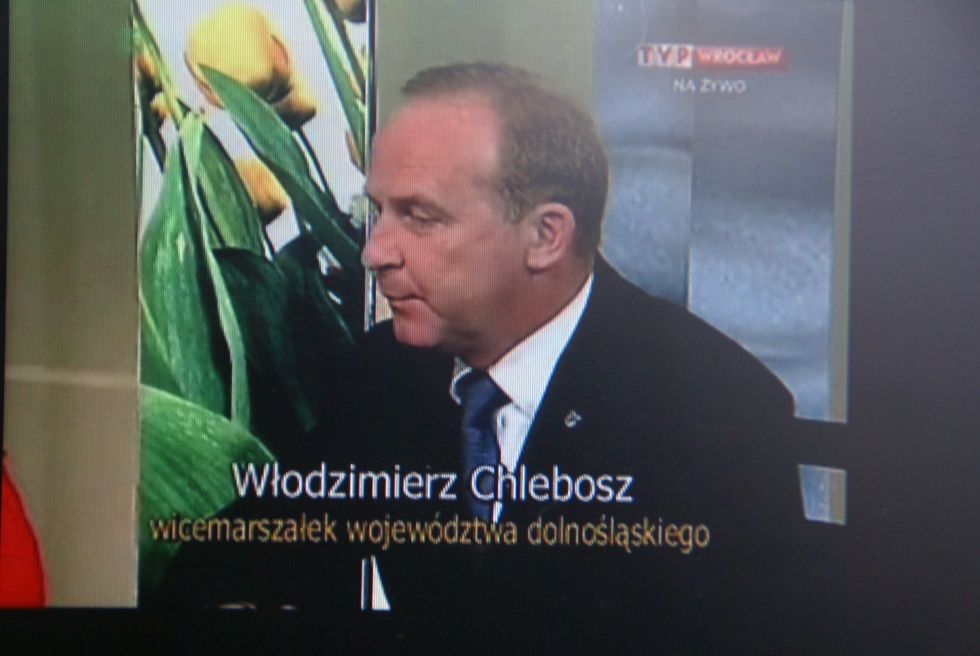 TVP WROCŁAW
NA ŻYWO
Włodzimierz Chlebosz
wicemarszałek województwa dolnośląskiego